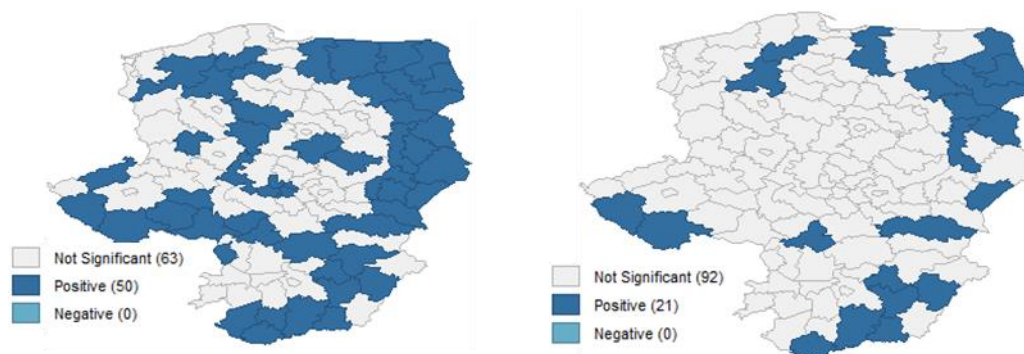 Not Significant (63)
Positive (50)
Negative (0)
Not Significant (92)
Positive (21)
Negative (0)